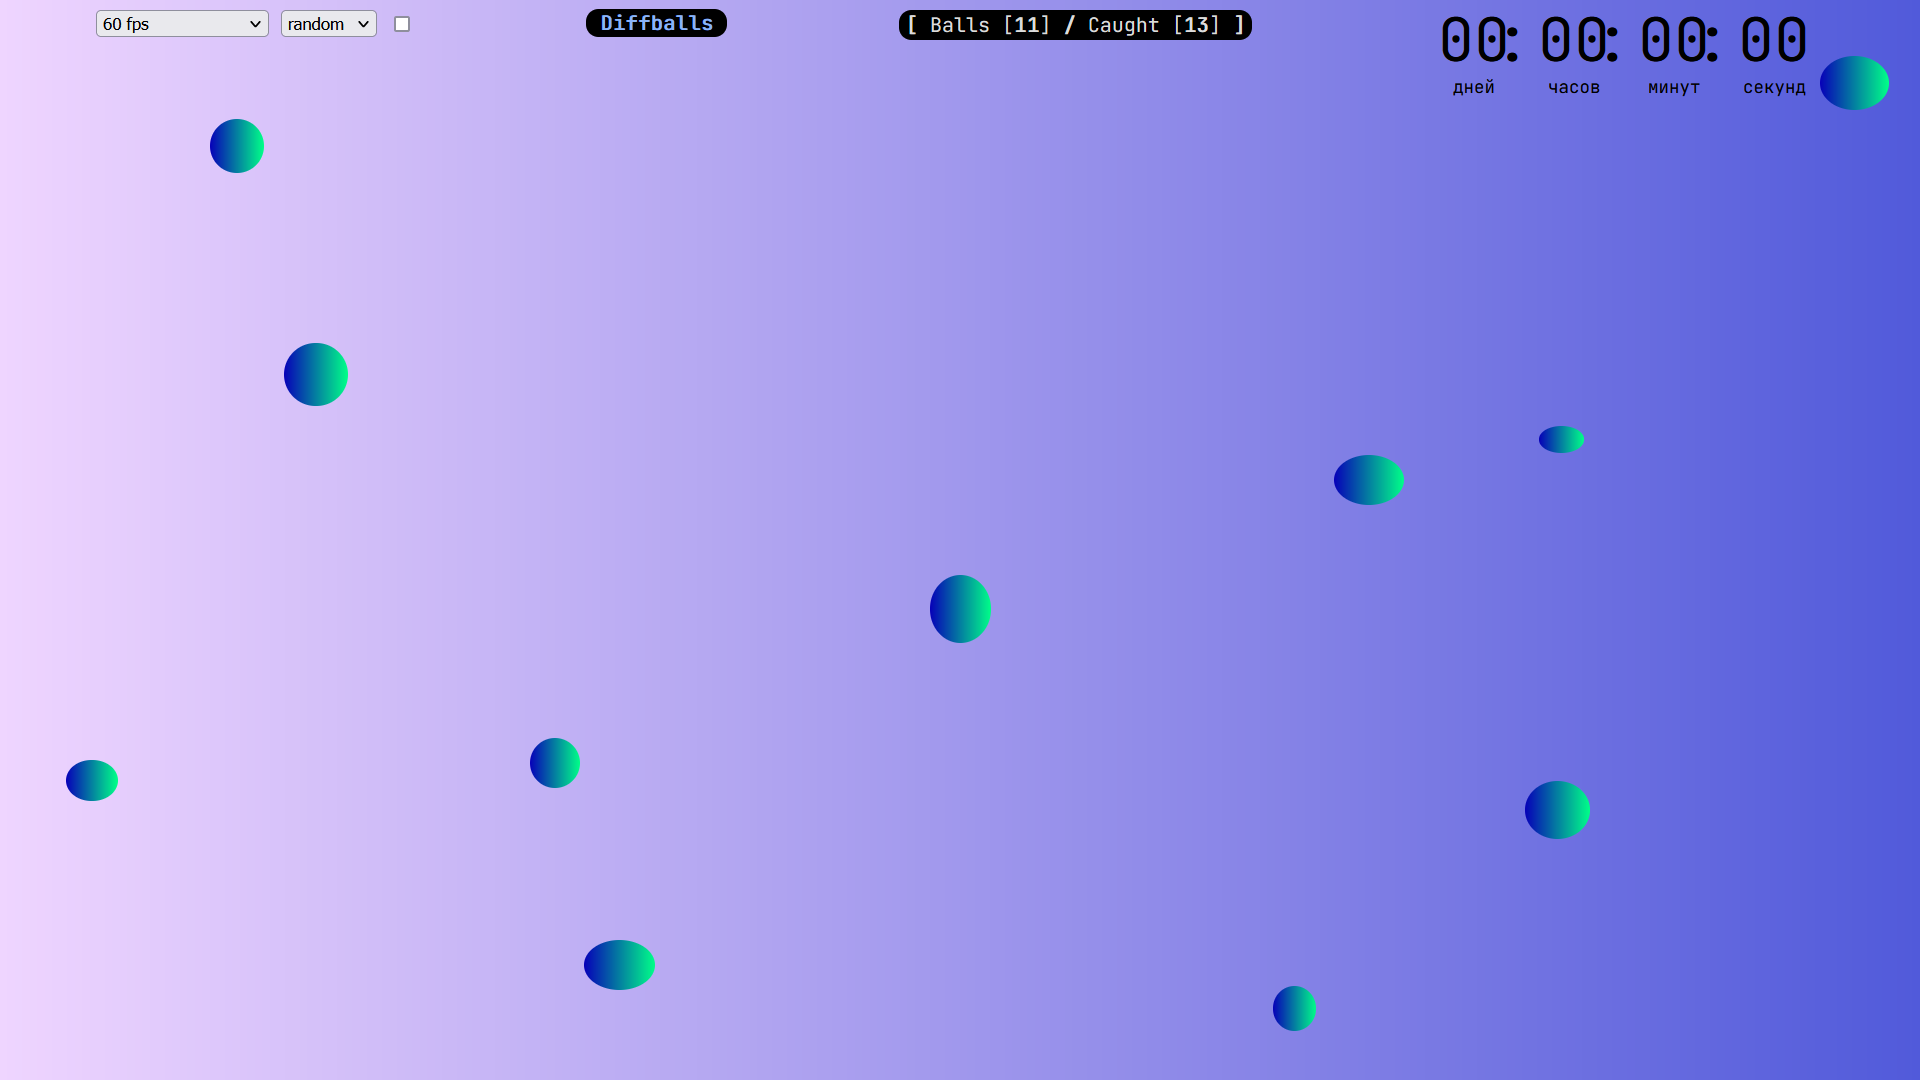 60 fps
random
Diffballs
[ Balls [11] / Caught [13] ]
00: 00: 00: 00
дней часов минут секунд